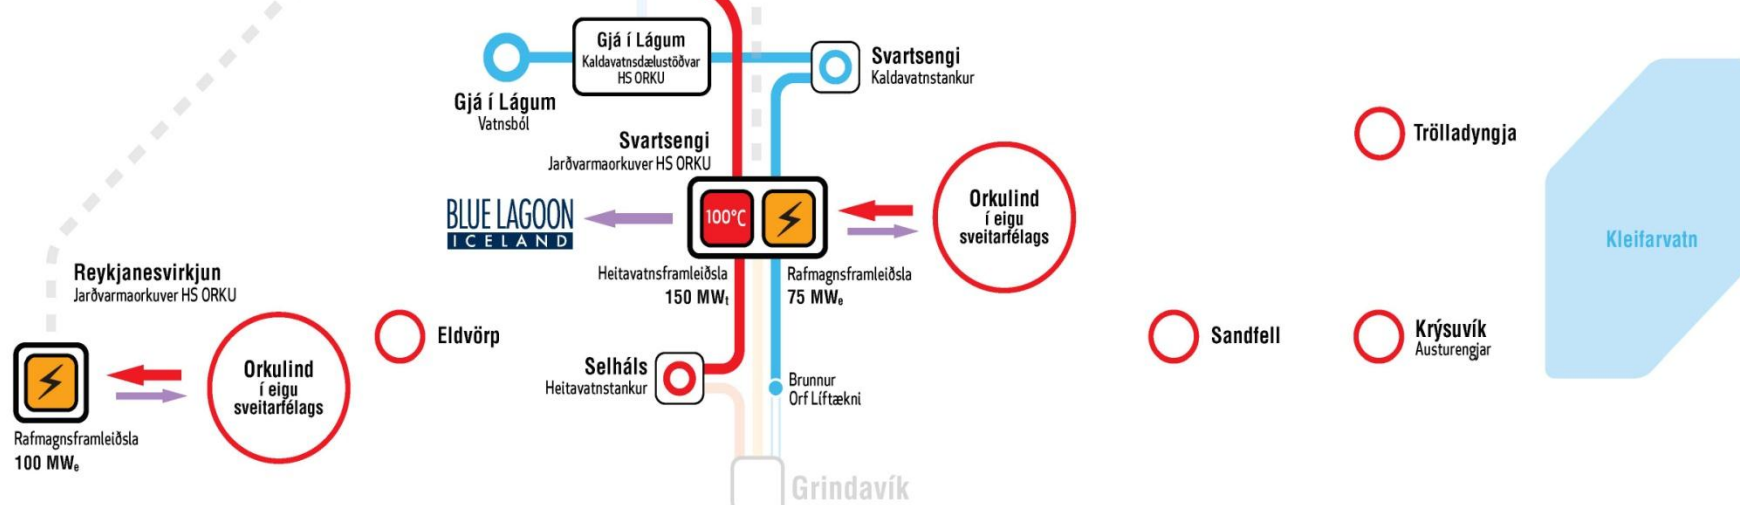 Gjá í Lágum
Kaldavatnsdælustöðvar
HS ORKU
Svartsengi
Kaldavatnstankur
Gjá í Lágum
Vatnsból
Svartsengi
Jarðvarmaorkuver HS ORKU
Trölladyngja
BLUE LAGOON
ICELAND
100°C
Orkulind
í eigu
sveitarfélags
Kleifarvatn
Heitavatnsframleiðsla
150 MWₜ
Rafmagnsframleiðsla
75 MWₑ
Reykjanesvirkjun
Jarðvarmaorkuver HS ORKU
Orkulind
í eigu
sveitarfélags
Rafmagnsframleiðsla
100 MWₑ
Eldvörp
Selháls
Heitavatnstankur
Brunnur
Orf Líftækni
Sandfell
Krýsuvík
Austurengjar
Grindavík